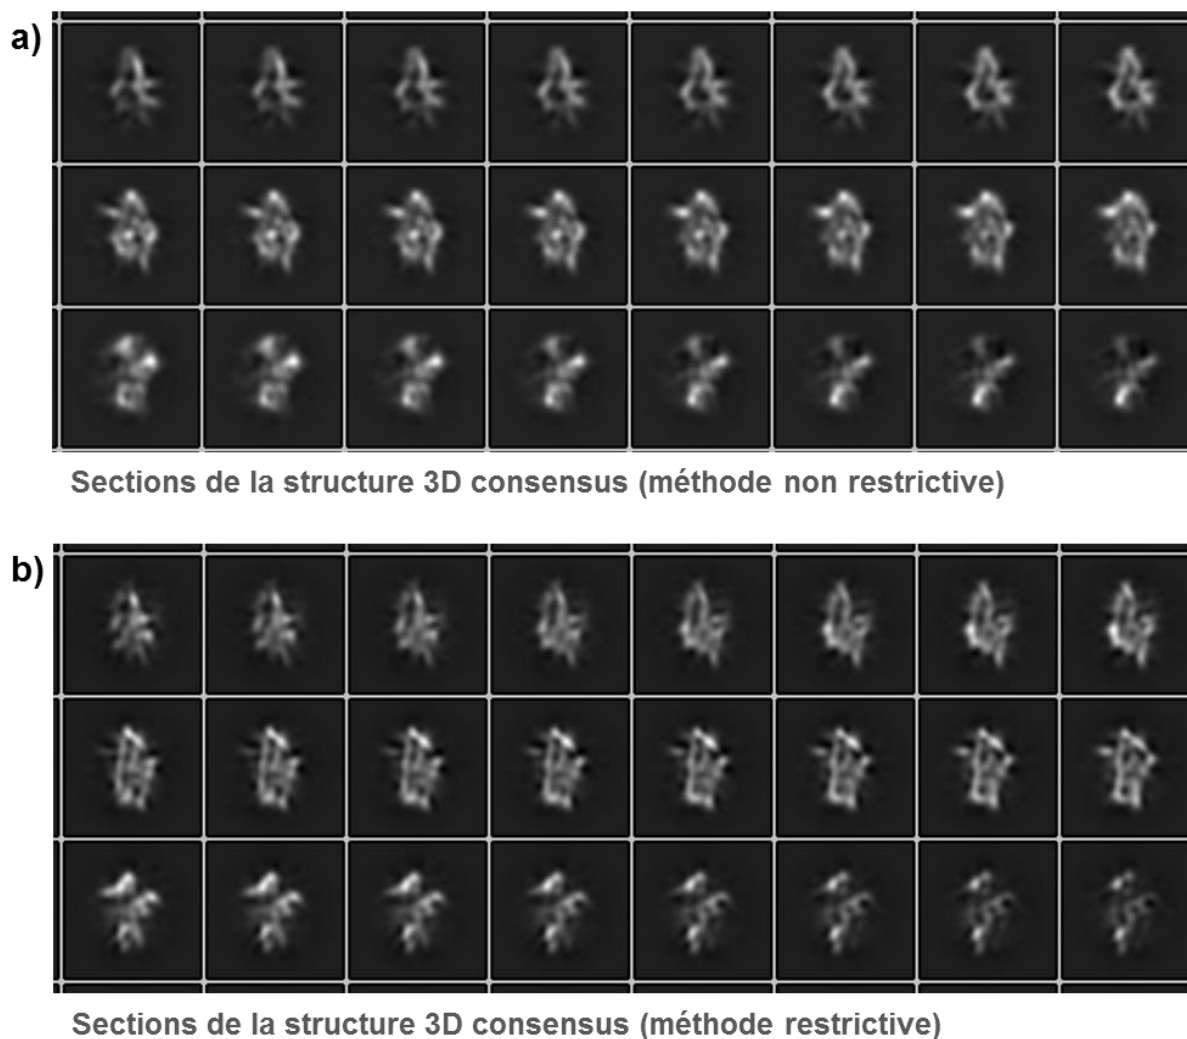 a)
Sections de la structure 3D consensus (méthode non restrictive)
b)
Sections de la structure 3D consensus (méthode restrictive)